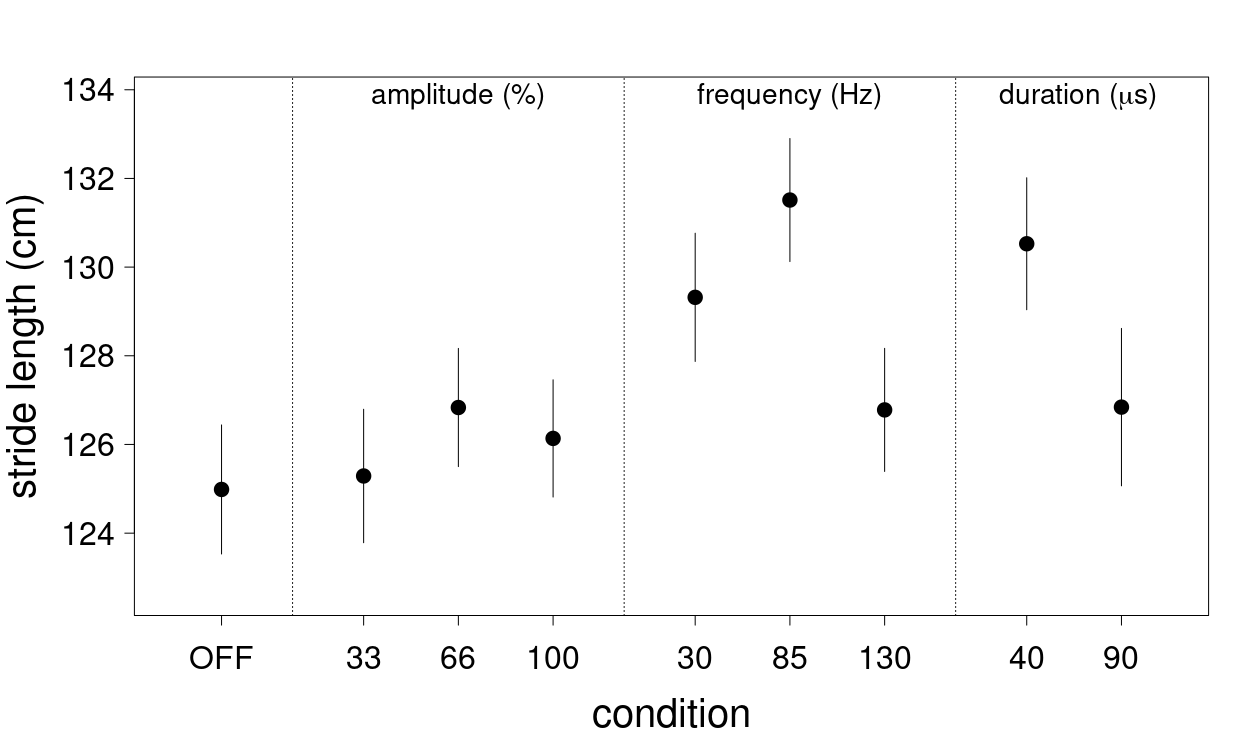 amplitude (%) frequency (Hz) duration (μs)
134
132
130
128
126
124
stride length (cm)
OFF 33 66 100 30 85 130 40 90
condition